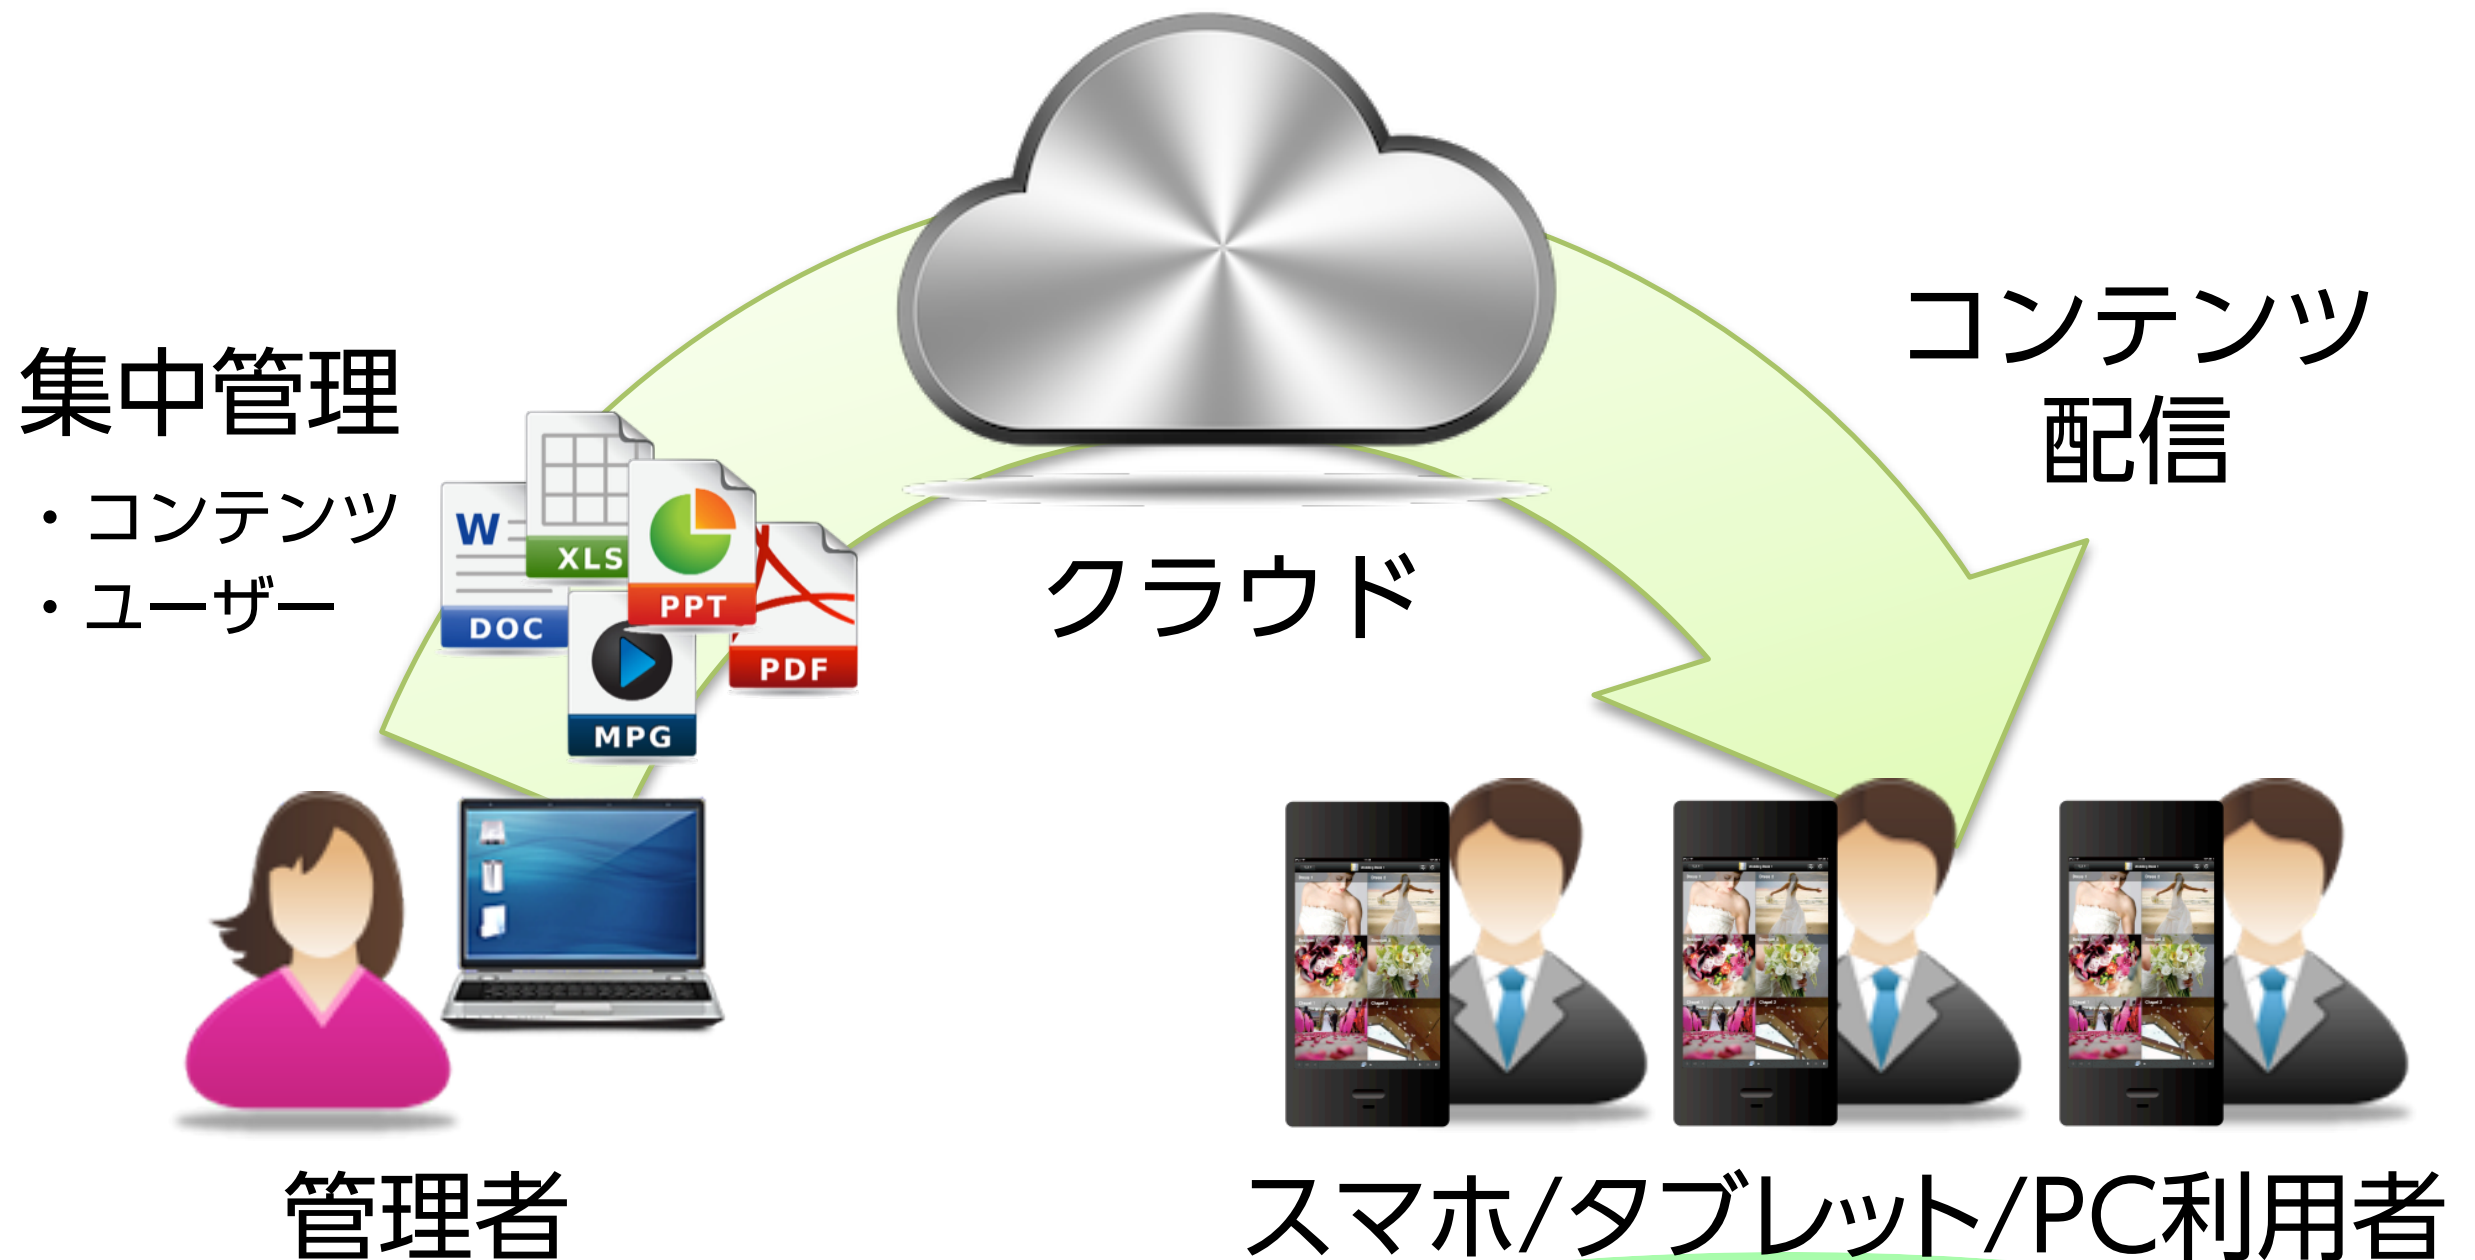 集中管理
・コンテンツ
・ユーザー
W
DOC
XLS
PPT
PDF
MPG
クラウド
コンテンツ
配信
管理者
スマホ/タブレット/PC利用者